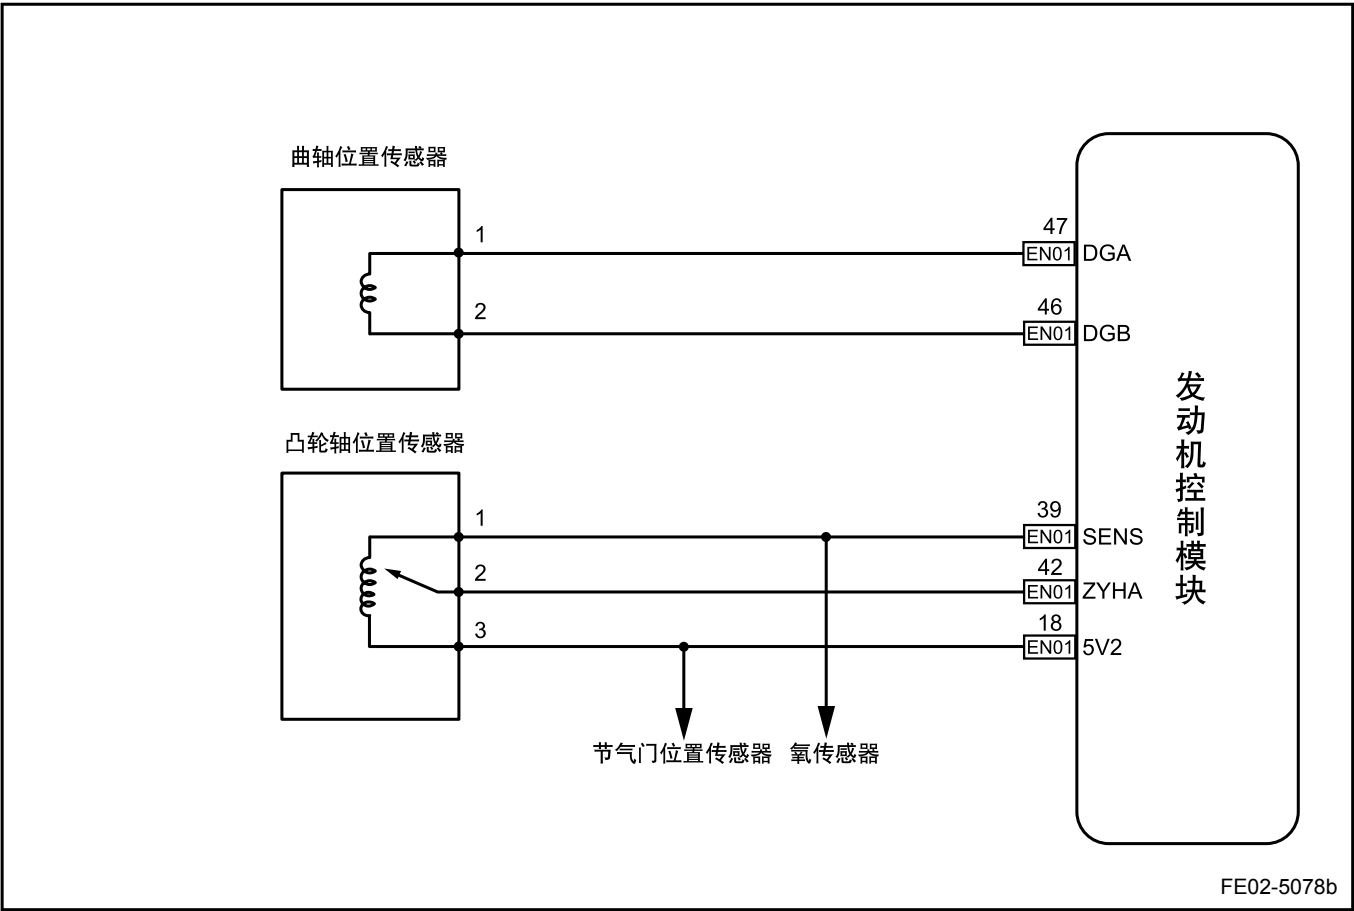 曲轴位置传感器
1
47
EN01 DGA
2
46
EN01 DGB
发动机控制模块
凸轮轴位置传感器
1
39
EN01 SENS
2
42
EN01 ZYHA
3
18
EN01 5V2
节气门位置传感器 氧传感器
FE02-5078b